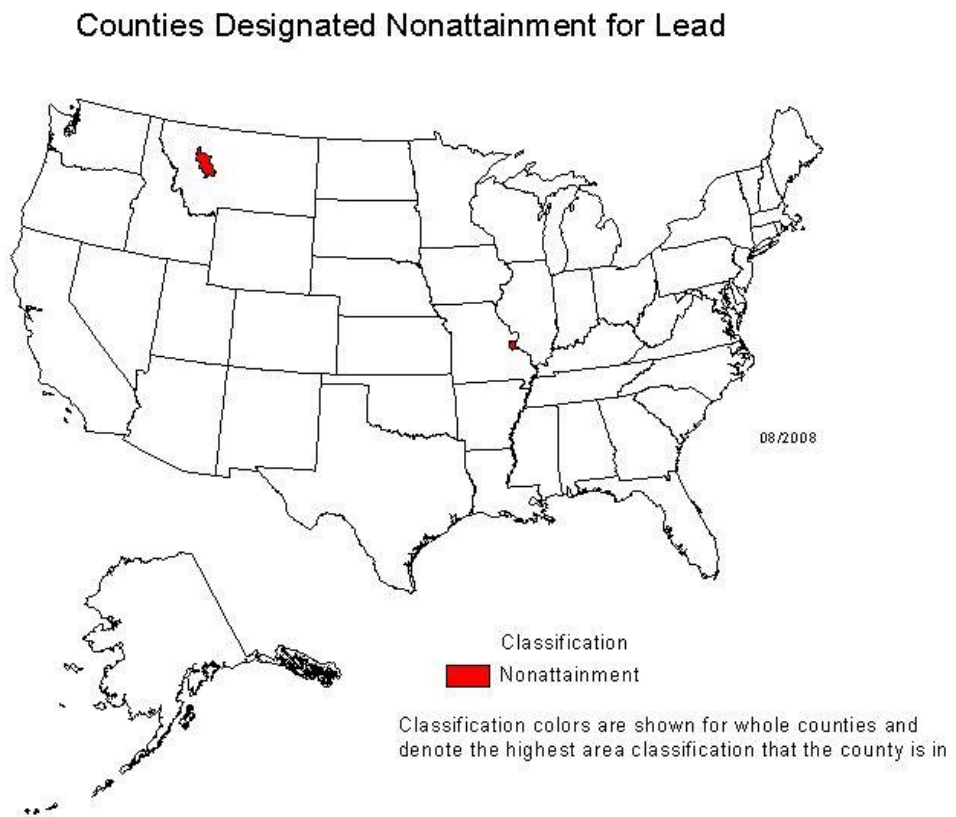 Counties Designated Nonattainment for Lead
08/2008
Classification
Nonattainment
Classification colors are shown for whole counties and
denote the highest area classification that the county is in